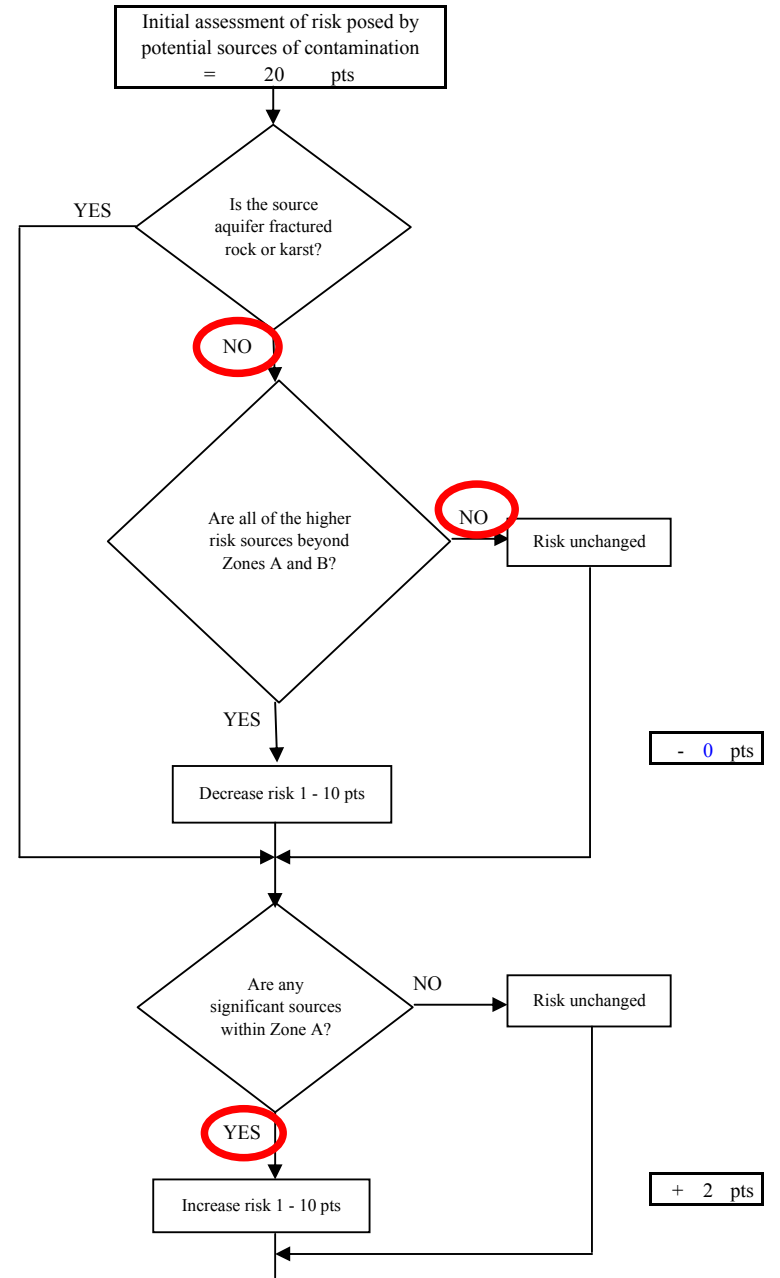 Initial assessment of risk posed by
potential sources of contamination
= 20 pts
YES
Is the source
aquifer fractured
rock or karst?
NO
Are all of the higher
risk sources beyond
Zones A and B?
NO
Risk unchanged
YES
- 0 pts
Decrease risk 1 - 10 pts
Are any
significant sources
within Zone A?
NO
Risk unchanged
YES
+ 2 pts
Increase risk 1 - 10 pts